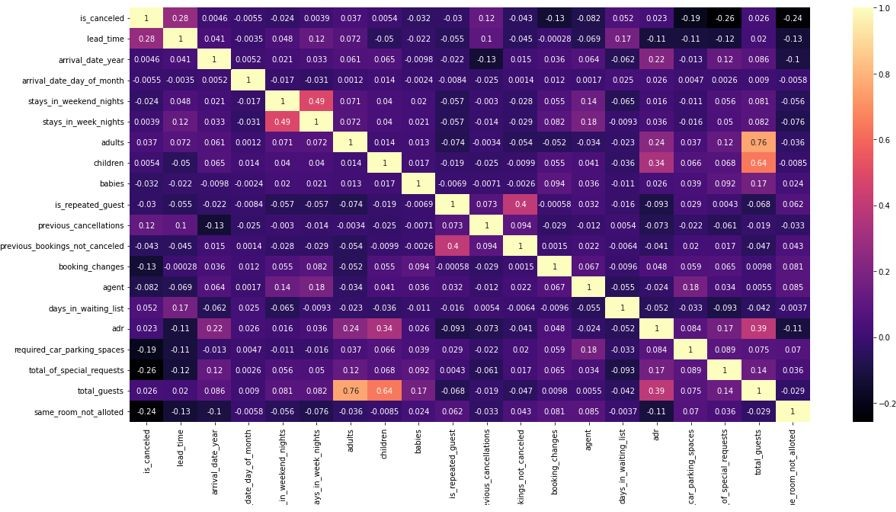 is_canceled 1 0.28 0.0046 -0.0055 -0.024 0.0039 0.037 0.0054 -0.032 -0.03 0.12 -0.043 -0.13 -0.082 0.052 0.023 -0.19 -0.26 0.026 -0.24
lead_time 0.28 1 0.041 -0.0035 0.048 0.12 0.072 -0.05 -0.022 -0.055 0.1 -0.045 -0.00028 -0.069 0.17 -0.11 -0.11 -0.12 0.02 -0.13
arrival_date_year 0.0046 0.041 1 0.0052 0.021 0.033 0.061 0.065 -0.0098 -0.022 -0.13 0.015 0.036 0.064 -0.062 0.22 -0.013 0.12 0.086 -0.1
arrival_date_day_of_month -0.0055 -0.0035 0.0052 1 -0.017 -0.031 0.0012 0.014 -0.0024 -0.0084 -0.025 0.0014 0.012 0.0017 0.025 0.026 0.0047 0.0026 0.009 -0.0058
stays_in_weekend_nights -0.024 0.048 0.021 -0.017 1 0.49 0.071 0.04 0.02 -0.057 -0.003 -0.028 0.055 0.14 -0.065 0.016 -0.011 0.056 0.081 -0.056
stays_in_week_nights 0.0039 0.12 0.033 -0.031 0.49 1 0.072 0.04 0.021 -0.057 -0.014 -0.029 0.082 0.18 -0.0093 0.036 -0.016 0.05 0.082 -0.076
adults 0.037 0.072 0.061 0.0012 0.071 0.072 1 0.014 0.013 -0.074 -0.0034 -0.054 -0.052 -0.034 -0.023 0.24 0.037 0.12 0.76 -0.036
children 0.0054 -0.05 0.065 0.014 0.04 0.04 0.014 1 0.017 -0.019 -0.025 -0.0099 0.055 0.041 -0.036 0.34 0.066 0.068 0.64 -0.0085
babies -0.032 -0.022 -0.0098 -0.0024 0.02 0.021 0.013 0.017 1 -0.0069 -0.0071 -0.0026 0.094 0.036 -0.011 0.026 0.039 0.092 0.17 0.024
is_repeated_guest -0.03 -0.055 -0.022 -0.0084 -0.057 -0.057 -0.074 -0.019 -0.0069 1 0.073 0.4 -0.00058 0.032 -0.016 -0.093 0.029 0.0043 -0.068 0.062
previous_cancellations 0.12 0.1 -0.13 -0.025 -0.003 -0.014 -0.0034 -0.025 -0.0071 0.073 1 0.094 -0.029 -0.012 0.0054 -0.073 -0.022 -0.061 -0.019 -0.033
previous_bookings_not_canceled -0.043 -0.045 0.015 0.0014 -0.028 -0.029 -0.054 -0.0099 -0.0026 0.4 0.094 1 0.0015 0.022 -0.0064 -0.041 0.02 0.017 -0.047 0.043
booking_changes -0.13 -0.00028 0.036 0.012 0.055 0.082 -0.052 0.055 0.094 -0.00058 -0.029 0.0015 1 0.067 -0.0096 0.048 0.059 0.065 0.0098 0.081
agent -0.082 -0.069 0.064 0.0017 0.14 0.18 -0.034 0.041 0.036 0.032 -0.012 0.022 0.067 1 -0.055 -0.024 0.18 0.034 0.0055 0.085
days_in_waiting_list 0.052 0.17 -0.062 0.025 -0.065 -0.0093 -0.023 -0.036 -0.011 -0.016 0.0054 -0.0064 -0.0096 -0.055 1 -0.052 -0.033 -0.093 -0.042 -0.0037
adr 0.023 -0.11 0.22 0.026 0.016 0.036 0.24 0.34 0.026 -0.093 -0.073 -0.041 0.048 -0.024 -0.052 1 0.084 0.17 0.39 -0.11
required_car_parking_spaces -0.19 -0.11 -0.013 0.0047 -0.011 -0.016 0.037 0.066 0.039 0.029 -0.022 0.02 0.059 0.18 -0.033 0.084 1 0.089 0.075 0.07
total_of_special_requests -0.26 -0.12 0.12 0.0026 0.056 0.05 0.12 0.068 0.092 0.0043 -0.061 0.017 0.065 0.034 -0.093 0.17 0.089 1 0.14 0.036
total_guests 0.026 0.02 0.086 0.009 0.081 0.082 0.76 0.64 0.17 -0.068 -0.019 -0.047 0.0098 0.0055 -0.042 0.39 0.075 0.14 1 -0.029
same_room_not_alloted -0.24 -0.13 -0.1 -0.0058 -0.056 -0.076 -0.036 -0.0085 0.024 0.062 -0.033 0.043 0.081 0.085 -0.0037 -0.11 0.07 0.036 -0.029 1
is_canceled
lead_time
arrival_date_year
date_day_of_month
in_weekend_nights
ays_in_week_nights
adults
children
babies
is_repeated_guest
vious_cancellations
kings_not_canceled
booking_changes
agent
days_in_waiting_list
adr
car_parking_spaces
of_special_requests
total_guests
e_room_not_alloted
1.0
0.8
0.6
0.4
0.2
0.0
-0.2